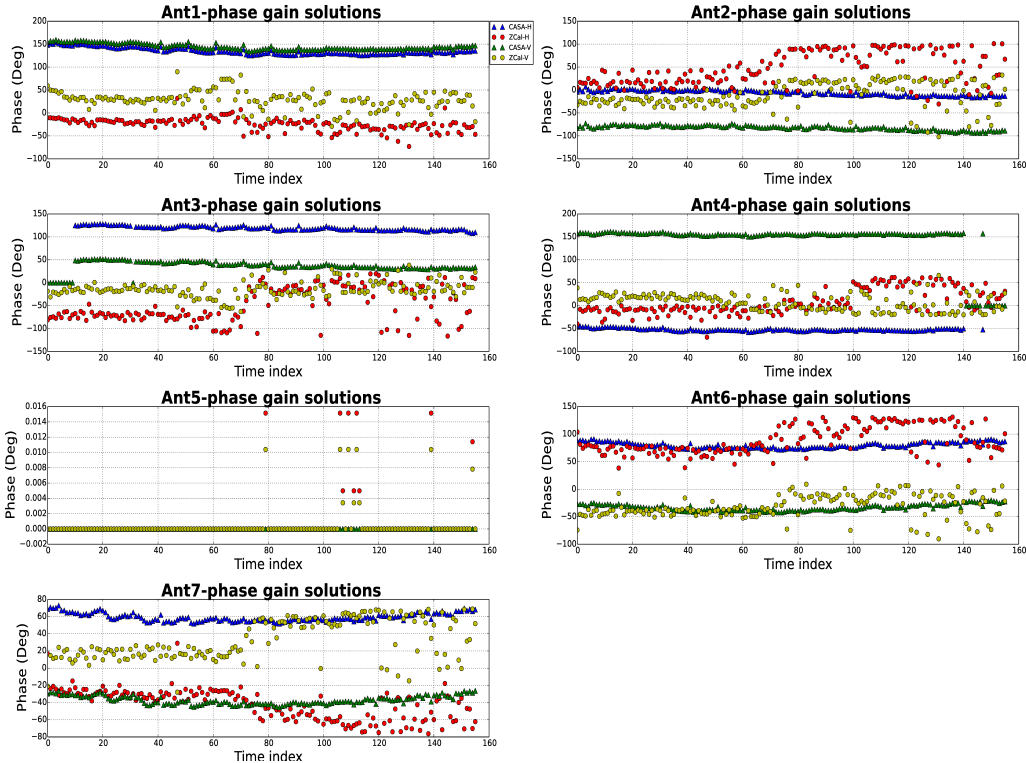 Ant1-phase gain solutions
Phase (Deg)
200
150
100
50
0
−50
−100
0 20 40 60 80 100 120 140 160
Time index
CASA-H
ZCal-H
CASA-V
ZCal-V
Ant2-phase gain solutions
Phase (Deg)
150
100
50
0
−50
−100
−150
0 20 40 60 80 100 120 140 160
Time index
Ant3-phase gain solutions
Phase (Deg)
150
100
50
0
−50
−100
−150
0 20 40 60 80 100 120 140 160
Time index
Ant4-phase gain solutions
Phase (Deg)
200
150
100
50
0
−50
−100
0 20 40 60 80 100 120 140 160
Time index
Ant5-phase gain solutions
Phase (Deg)
0.016
0.014
0.012
0.010
0.008
0.006
0.004
0.002
0.000
−0.002
0 20 40 60 80 100 120 140 160
Time index
Ant6-phase gain solutions
Phase (Deg)
150
100
50
0
−50
−100
0 20 40 60 80 100 120 140 160
Time index
Ant7-phase gain solutions
Phase (Deg)
80
60
40
20
0
−20
−40
−60
−80
0 20 40 60 80 100 120 140 160
Time index